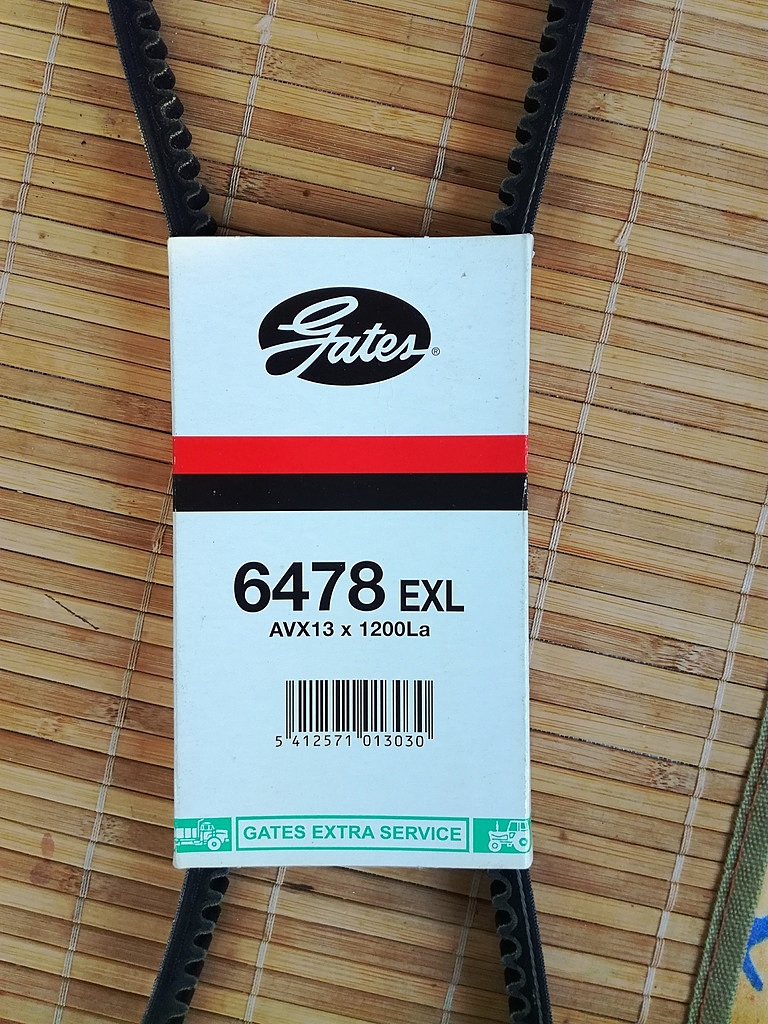 Gates®
6478 EXL
AVX13 x 1200La
5 412571 013030
GATES EXTRA SERVICE